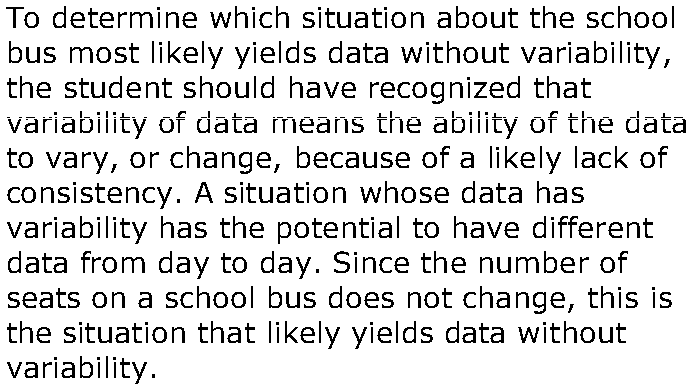 To determine which situation about the school
bus most likely yields data without variability,
the student should have recognized that
variability of data means the ability of the data
to vary, or change, because of a likely lack of
consistency. A situation whose data has
variability has the potential to have different
data from day to day. Since the number of
seats on a school bus does not change, this is
the situation that likely yields data without
variability.